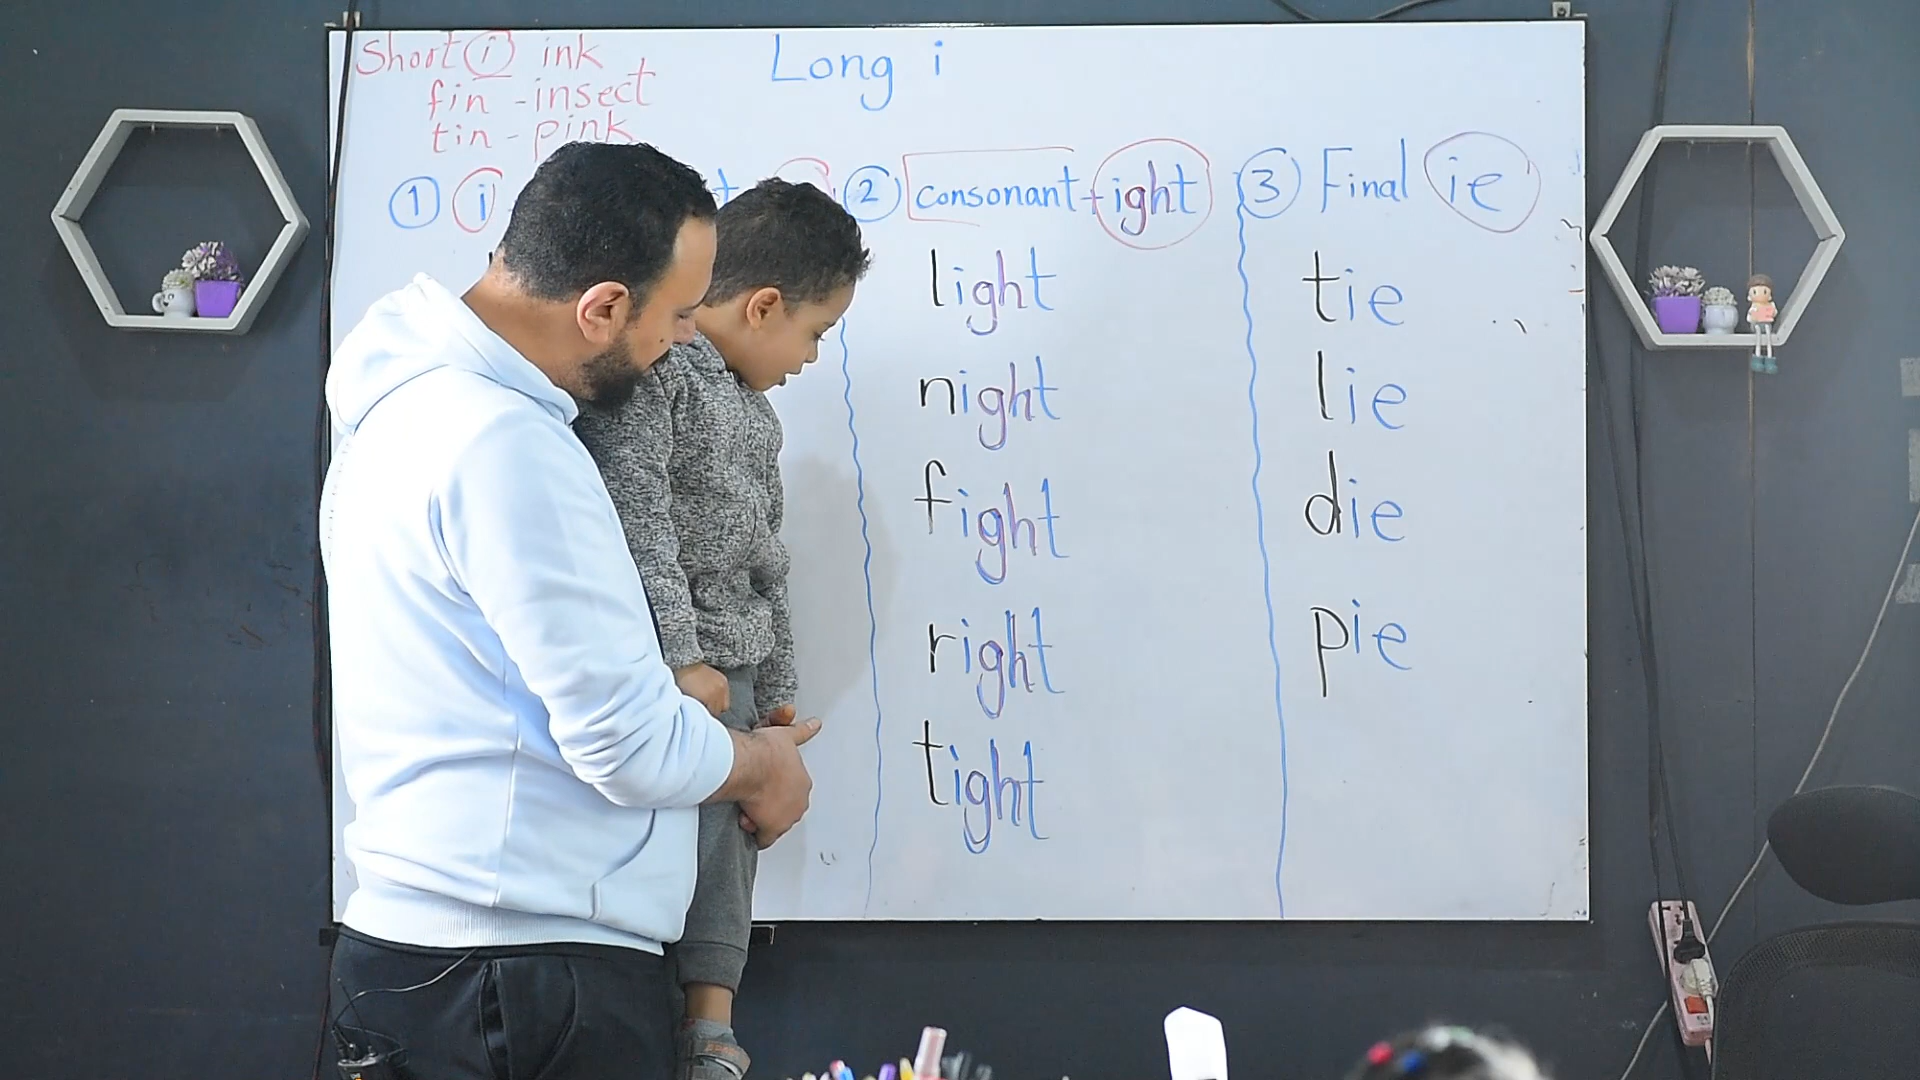 Short i ink
fin - insect
tin - pink
Long i
1 i
2 consonant + ight
light
night
fight
right
tight
3 Final ie
tie
lie
die
pie